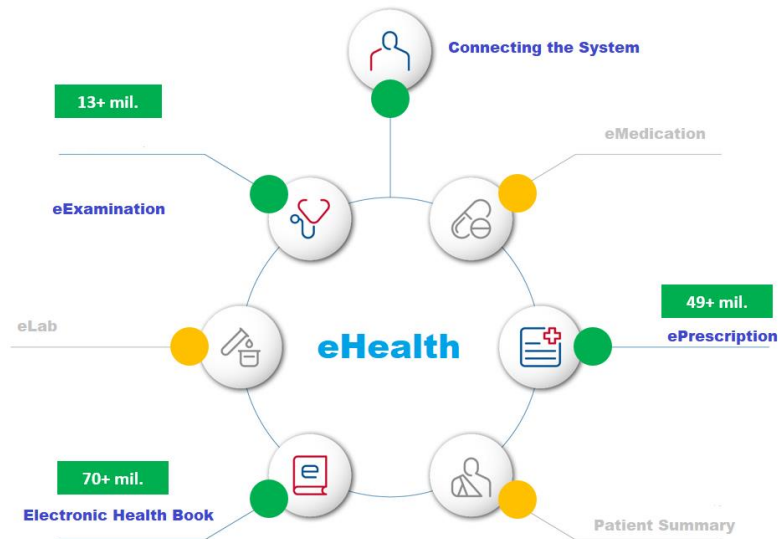 Connecting the System
13+ mil.
eMedication
eExamination
49+ mil.
eLab
ePrescription
eHealth
e
70+ mil.
Electronic Health Book
Patient Summary